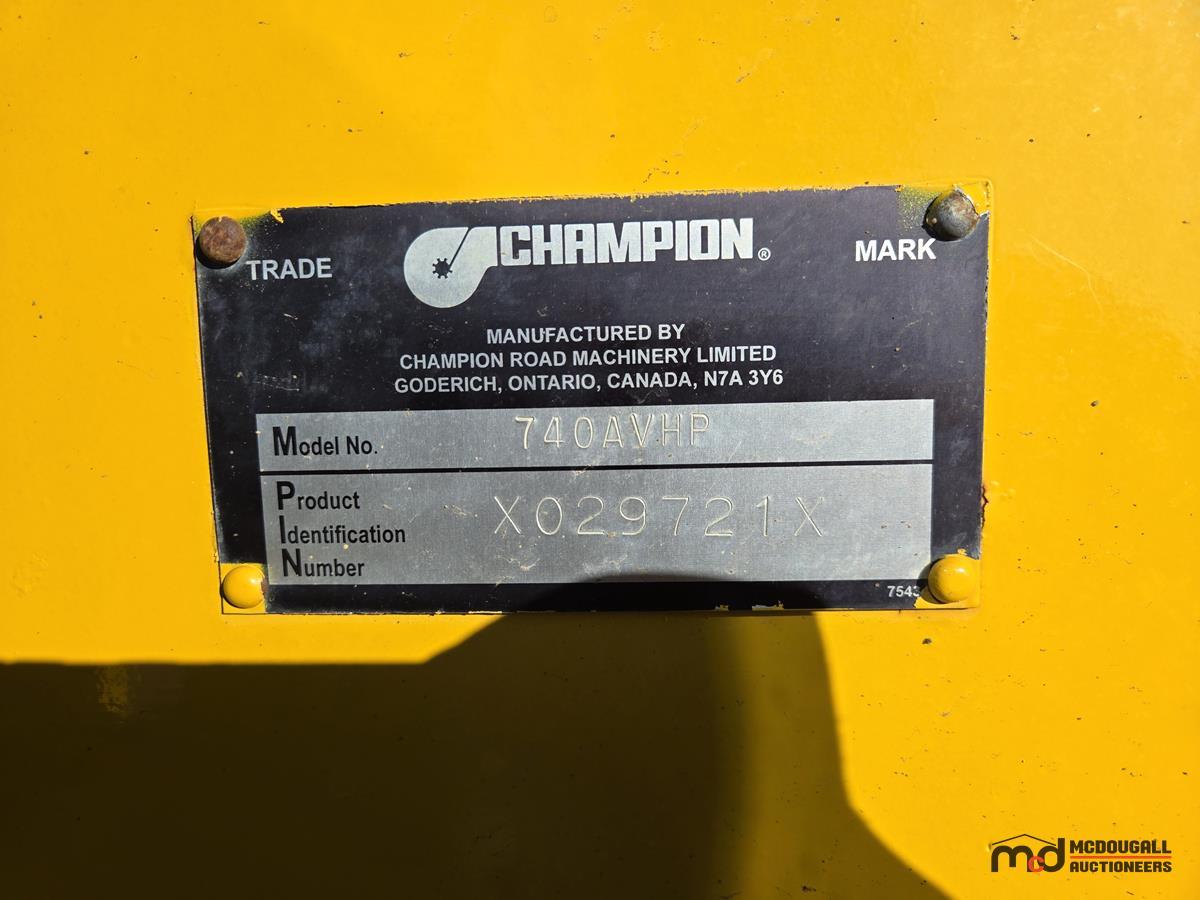 TRADE CHAMPION® MARK
MANUFACTURED BY
CHAMPION ROAD MACHINERY LIMITED
GODERICH, ONTARIO, CANADA, N7A 3Y6
Model No. 740AVHP
Product
Identification X029721X
Number
mcd MCDOUGALL
AUCTIONEERS